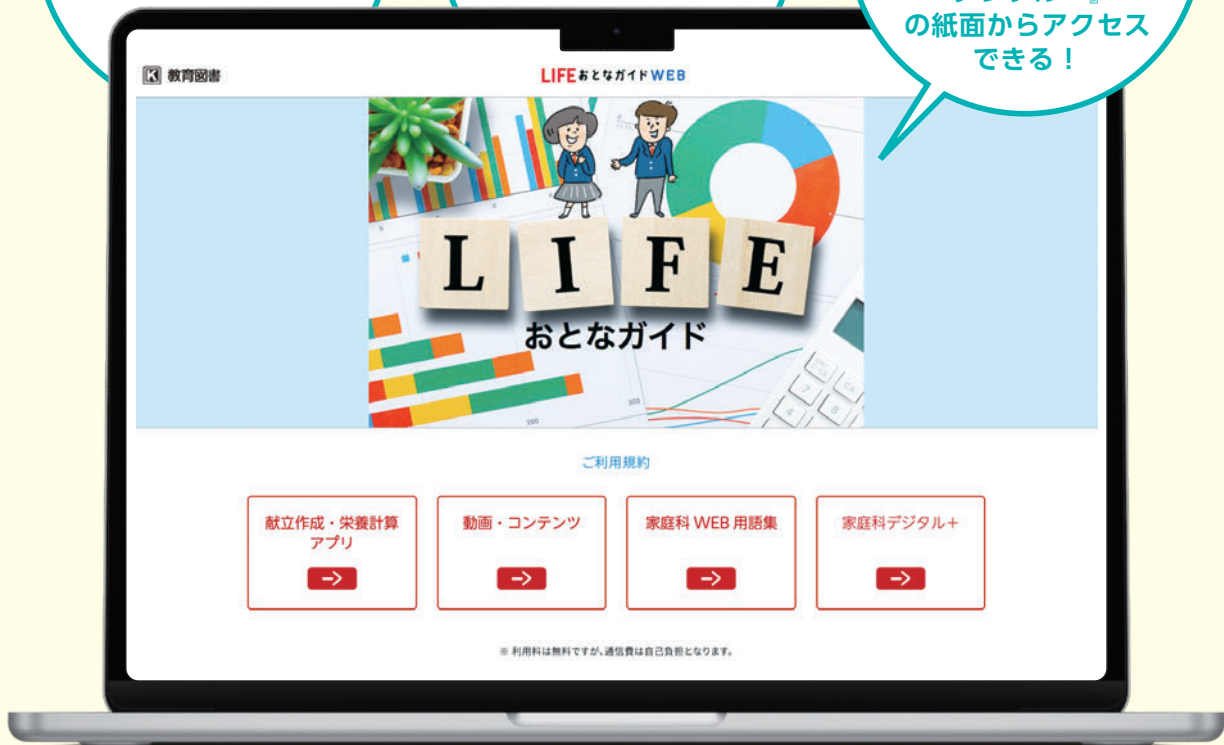 の紙面からアクセス
できる！
K 教育図書
LIFEおとなガイドWEB
L I F E
おとなガイド
200
300
ご利用規約
献立作成・栄養計算
アプリ
動画・コンテンツ
家庭科 WEB 用語集
家庭科デジタル＋
※ 利用料は無料ですが、通信費は自己負担となります。